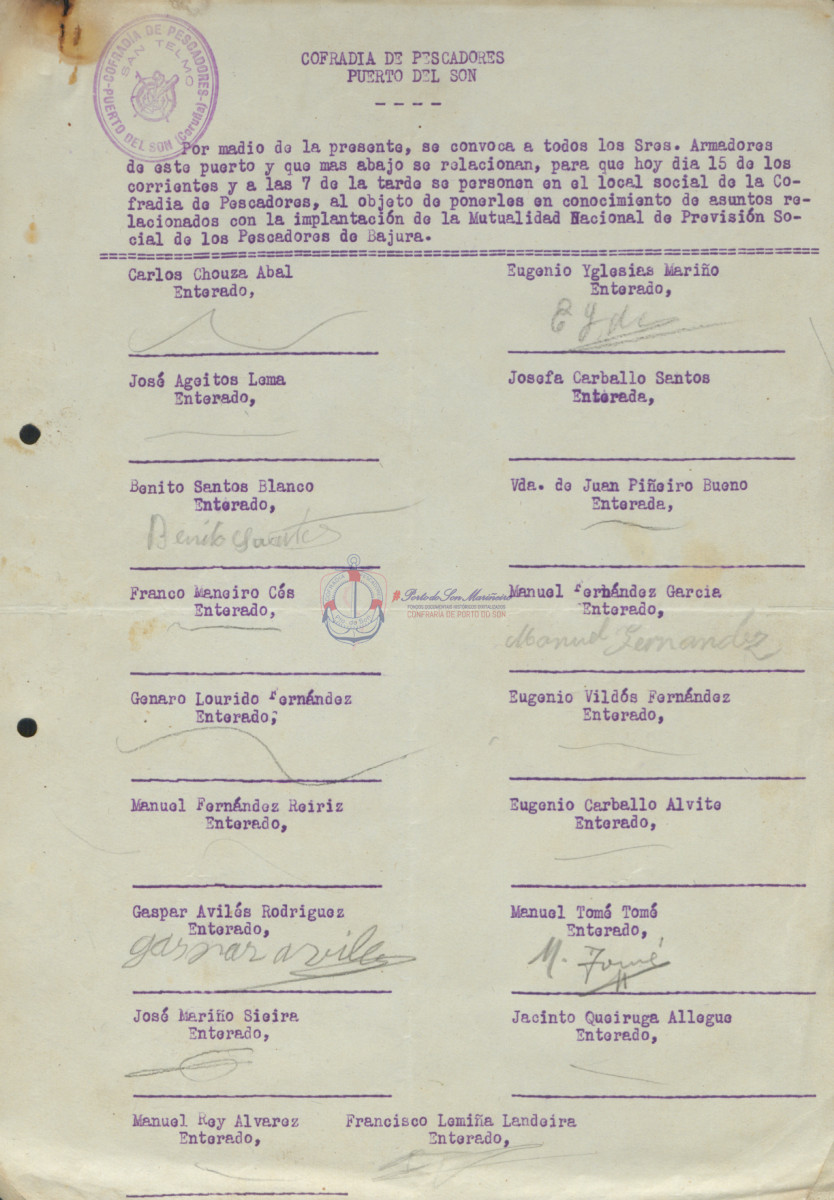 COFRADIA DE PESCADORES
SAN TELMO
PUERTO DEL SON (Coruña)
COFRADIA DE PESCADORES
PUERTO DEL SON
----
Por madio de la presente, se convoca a todos los Sres. Armadores
de este puerto y que mas abajo se relacionan, para que hoy dia 15 de los
corrientes y a las 7 de la tarde se personen en el local social de la Co-
fradia de Pescadores, al objeto de ponerles en conocimiento de asuntos re-
lacionados con la implantación de la Mutualidad Nacional de Previsión So-
cial de los Pescadores de Bajura.
Carlos Chouza Abal
Enterado,
Eugenio Yglesias Mariño
Enterado,
José Ageitos Lema
Enterado,
Josefa Carballo Santos
Enterada,
Benito Santos Blanco
Enterado,
Benito Santos
Vda. de Juan Piñeiro Bueno
Enterada,
Franco Maneiro Cés
Enterado,
Porto do Son Mariñeiro
FONDOS DOCUMENTAIS HISTÓRICOS DIXITALIZADOS
CONFRARÍA DE PORTO DO SON
Manuel Fernández Garcia
Enterado,
Manuel Fernandez
Genaro Lourido Fernández
Enterado,
Eugenio Vildós Fernández
Enterado,
Manuel Fernández Reiriz
Enterado,
Eugenio Carballo Alvite
Enterado,
Gaspar Avilés Rodriguez
Enterado,
gaspar aviles
Manuel Tomé Tomé
Enterado,
M. Tomé
José Mariño Sieira
Enterado,
Jacinto Queiruga Allegue
Enterado,
Manuel Rey Alvarez
Enterado,
Francisco Lemiña Landeira
Enterado,